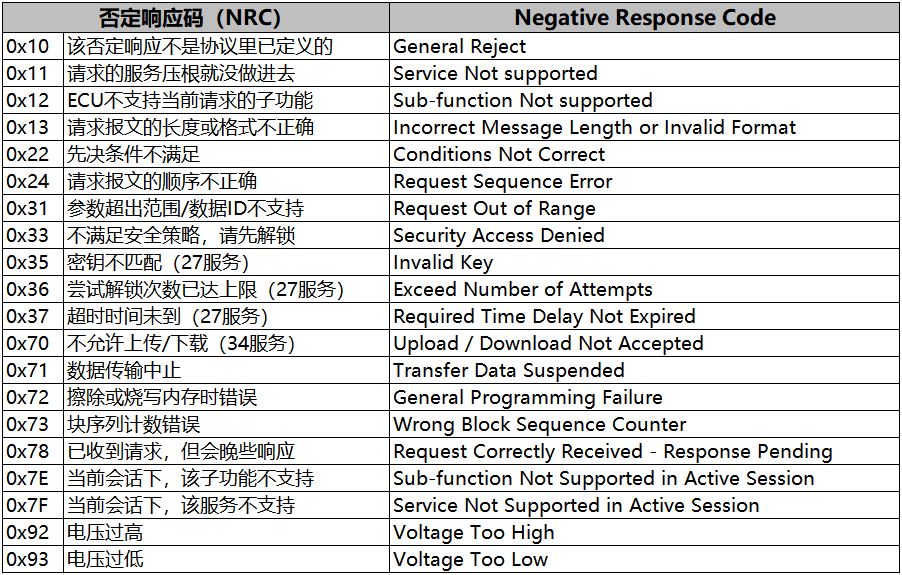 否定响应码（NRC） Negative Response Code
0x10 该否定响应不是协议里已定义的 General Reject
0x11 请求的服务压根就没做进去 Service Not supported
0x12 ECU不支持当前请求的子功能 Sub-function Not supported
0x13 请求报文的长度或格式不正确 Incorrect Message Length or Invalid Format
0x22 先决条件不满足 Conditions Not Correct
0x24 请求报文的顺序不正确 Request Sequence Error
0x31 参数超出范围/数据ID不支持 Request Out of Range
0x33 不满足安全策略，请先解锁 Security Access Denied
0x35 密钥不匹配（27服务） Invalid Key
0x36 尝试解锁次数已达上限（27服务） Exceed Number of Attempts
0x37 超时时间未到（27服务） Required Time Delay Not Expired
0x70 不允许上传/下载（34服务） Upload / Download Not Accepted
0x71 数据传输中止 Transfer Data Suspended
0x72 擦除或烧写内存时错误 General Programming Failure
0x73 块序列计数错误 Wrong Block Sequence Counter
0x78 已收到请求，但会晚些响应 Request Correctly Received - Response Pending
0x7E 当前会话下，该子功能不支持 Sub-function Not Supported in Active Session
0x7F 当前会话下，该服务不支持 Service Not Supported in Active Session
0x92 电压过高 Voltage Too High
0x93 电压过低 Voltage Too Low